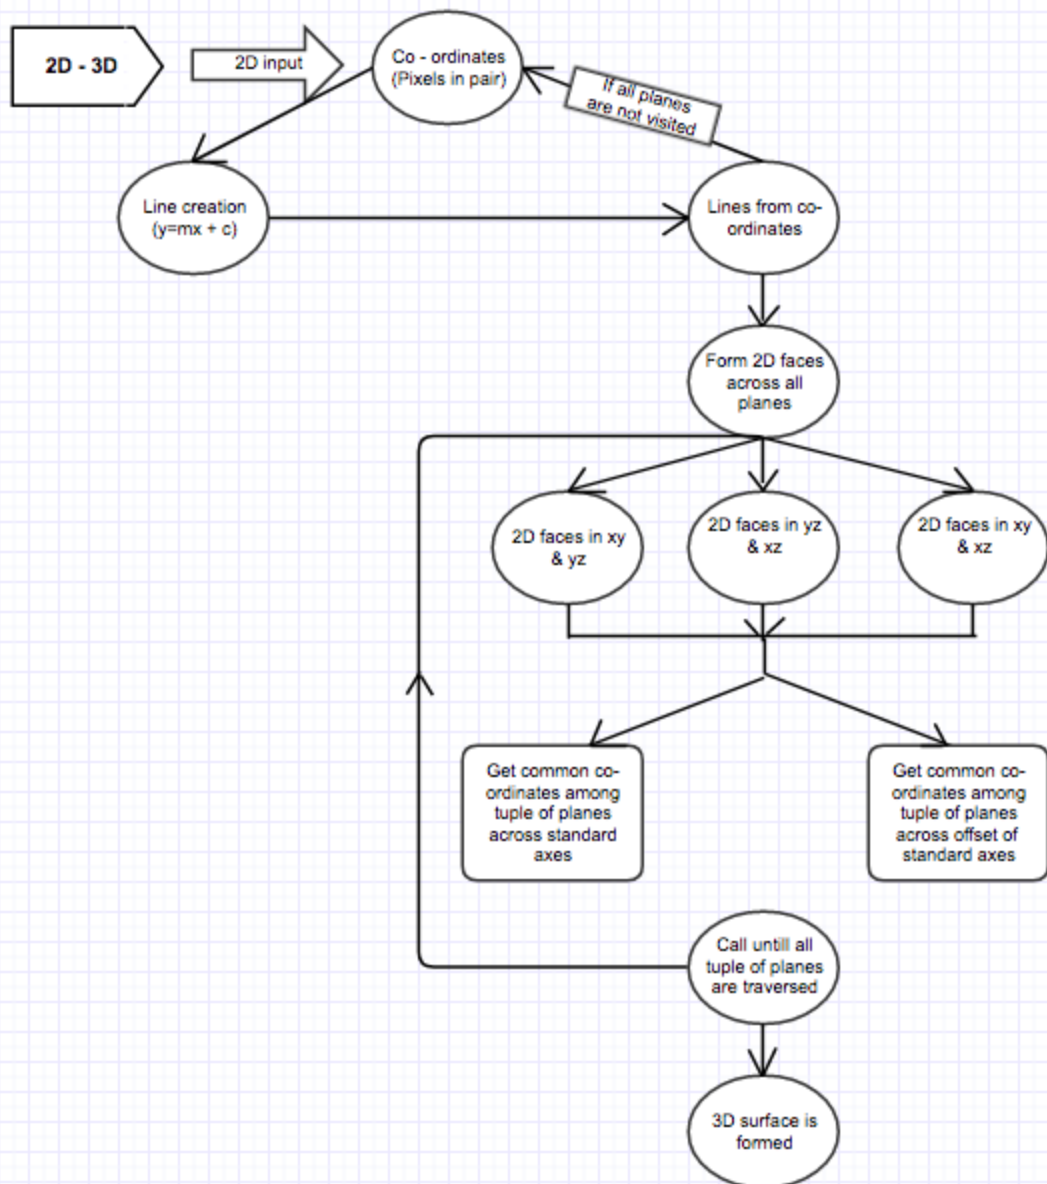 2D - 3D
2D input
Co - ordinates
(Pixels in pair)
If all planes
are not visited
Line creation
(y=mx + c)
Lines from co-
ordinates
Form 2D faces
across all
planes
2D faces in xy
& yz
2D faces in yz
& xz
2D faces in xy
& xz
Get common co-
ordinates among
tuple of planes
across standard
axes
Get common co-
ordinates among
tuple of planes
across offset of
standard axes
Call untill all
tuple of planes
are traversed
3D surface is
formed